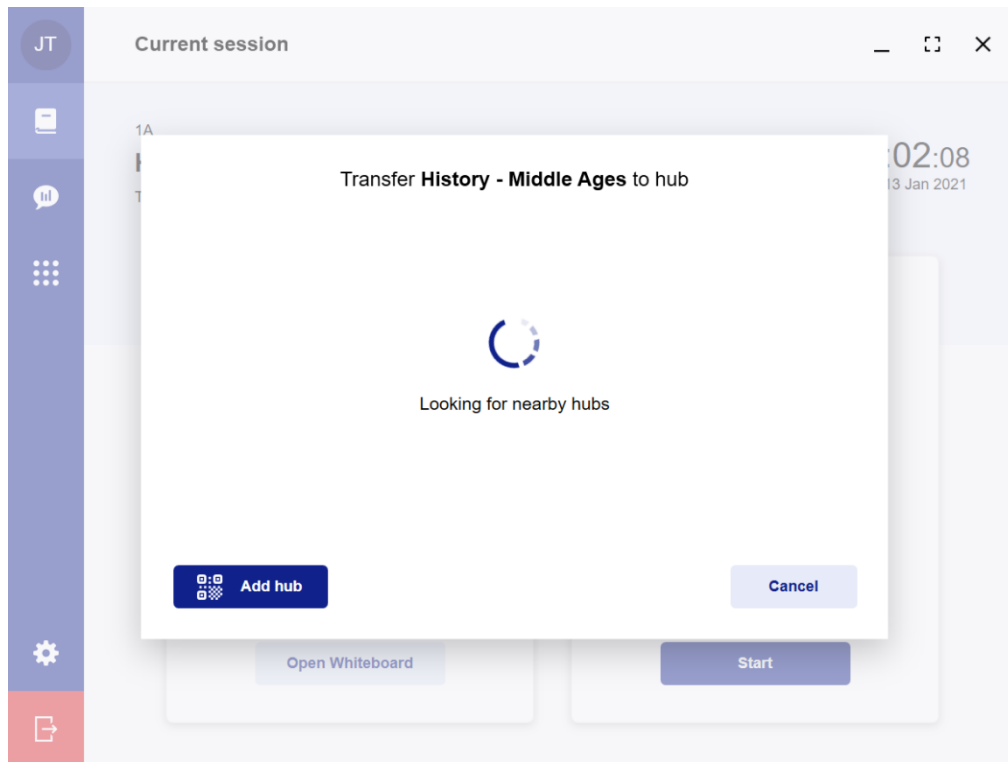 JT
Current session
1A
:02:08
13 Jan 2021
Transfer History - Middle Ages to hub
Looking for nearby hubs
Add hub
Cancel
Open Whiteboard
Start